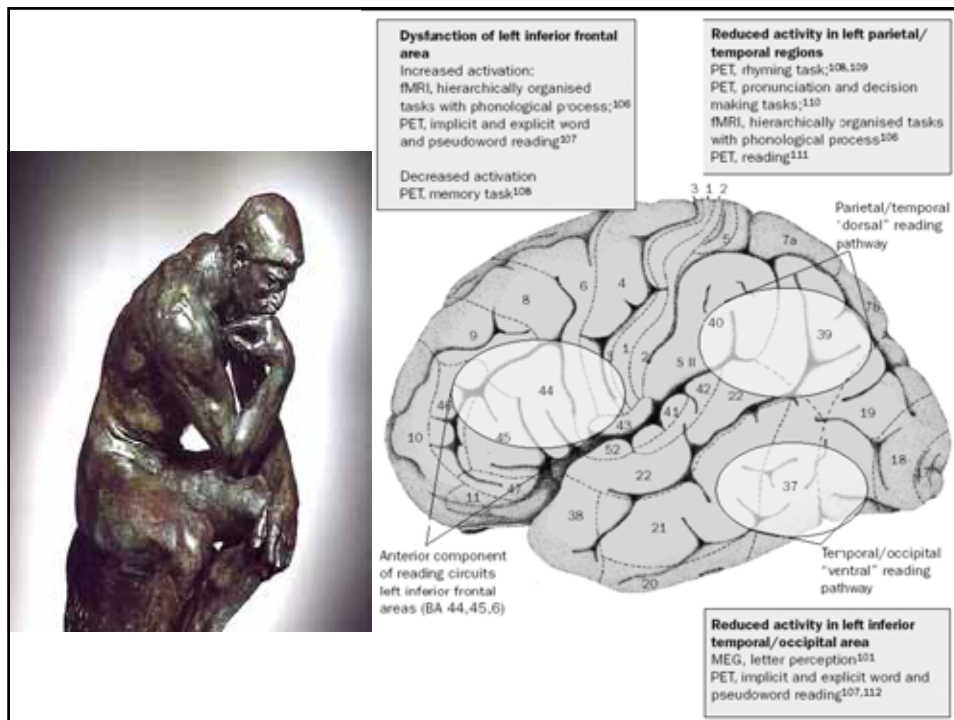 Dysfunction of left inferior frontal
area
Increased activation:
fMRI, hierarchically organised
tasks with phonological process;106
PET, implicit and explicit word
and pseudoword reading107
Decreased activation
PET, memory task108
Reduced activity in left parietal/
temporal regions
PET, rhyming task;108,109
PET, pronunciation and decision
making tasks;110
fMRI, hierarchically organised tasks
with phonological process106
PET, reading111
3 1 2
Parietal/temporal
"dorsal" reading
pathway
5
7a
6
4
8
7b
40
39
9
1
2
S II
44
42
46
22
41
19
43
10
45
52
18
22
37
11
47
38
21
20
Anterior component
of reading circuits
left inferior frontal
areas (BA 44,45,6)
Temporal/occipital
"ventral" reading
pathway
Reduced activity in left inferior
temporal/occipital area
MEG, letter perception101
PET, implicit and explicit word and
pseudoword reading107,112